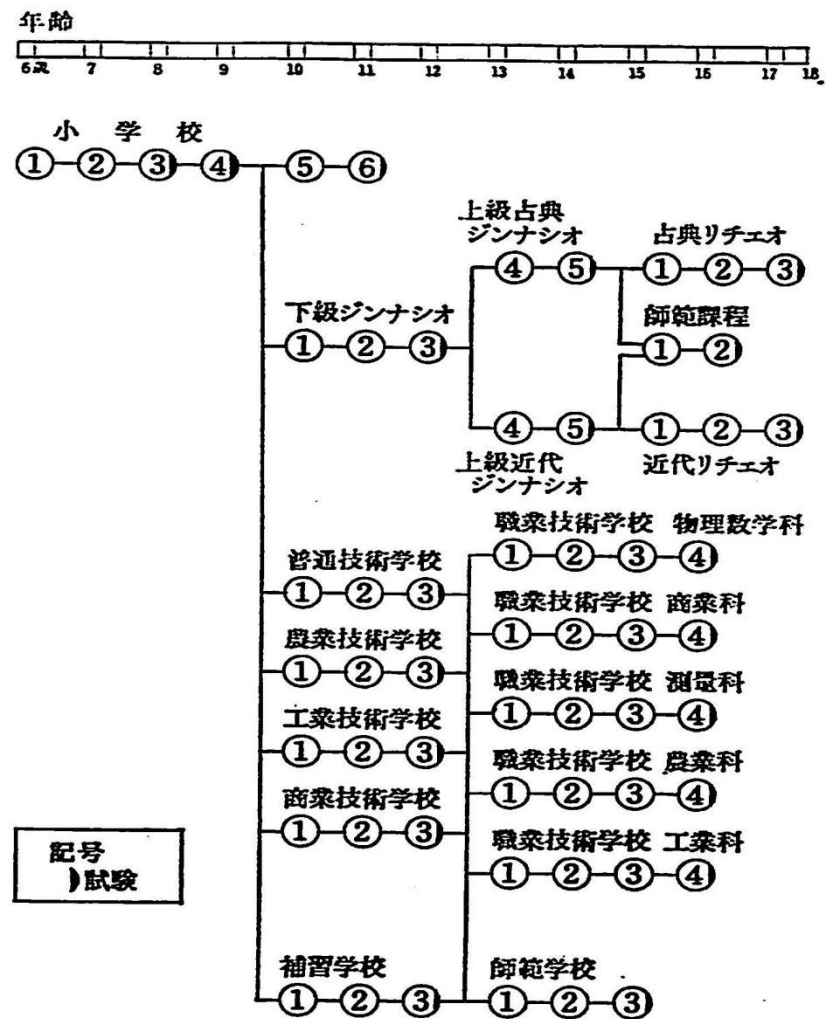 年齢
6歳 7 8 9 10 11 12 13 14 15 16 17 18
小学校
① ② ③ ④ ⑤ ⑥
上級古典
ジンナシオ
④ ⑤
古典リチェオ
① ② ③
下級ジンナシオ
① ② ③
師範課程
① ②
④ ⑤
上級近代
ジンナシオ
① ② ③
近代リチェオ
職業技術学校 物理数学科
① ② ③ ④
普通技術学校
① ② ③
職業技術学校 商業科
① ② ③ ④
農業技術学校
① ② ③
職業技術学校 測量科
① ② ③ ④
工業技術学校
① ② ③
職業技術学校 農業科
① ② ③ ④
商業技術学校
① ② ③
職業技術学校 工業科
① ② ③ ④
記号
)試験
補習学校
① ② ③
師範学校
① ② ③